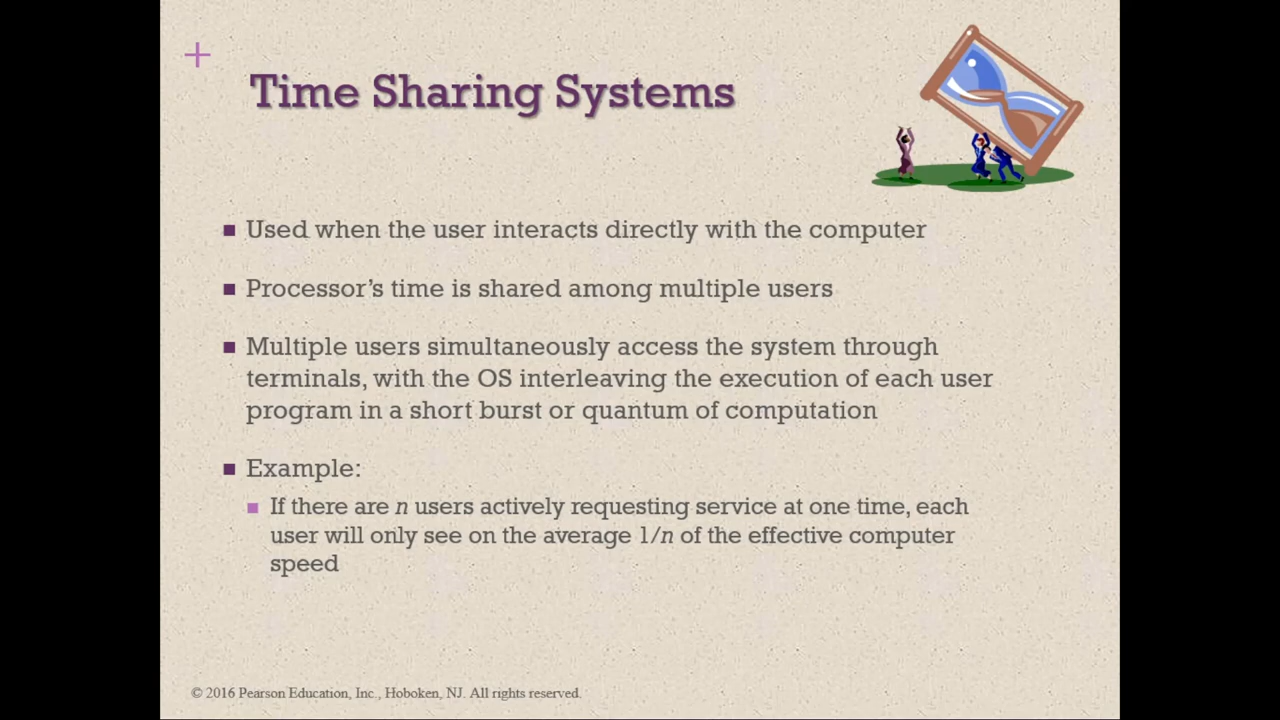 Time Sharing Systems
■ Used when the user interacts directly with the computer
■ Processor’s time is shared among multiple users
■ Multiple users simultaneously access the system through
terminals, with the OS interleaving the execution of each user
program in a short burst or quantum of computation
■ Example:
■ If there are n users actively requesting service at one time, each
user will only see on the average 1/n of the effective computer
speed
© 2016 Pearson Education, Inc., Hoboken, NJ. All rights reserved.